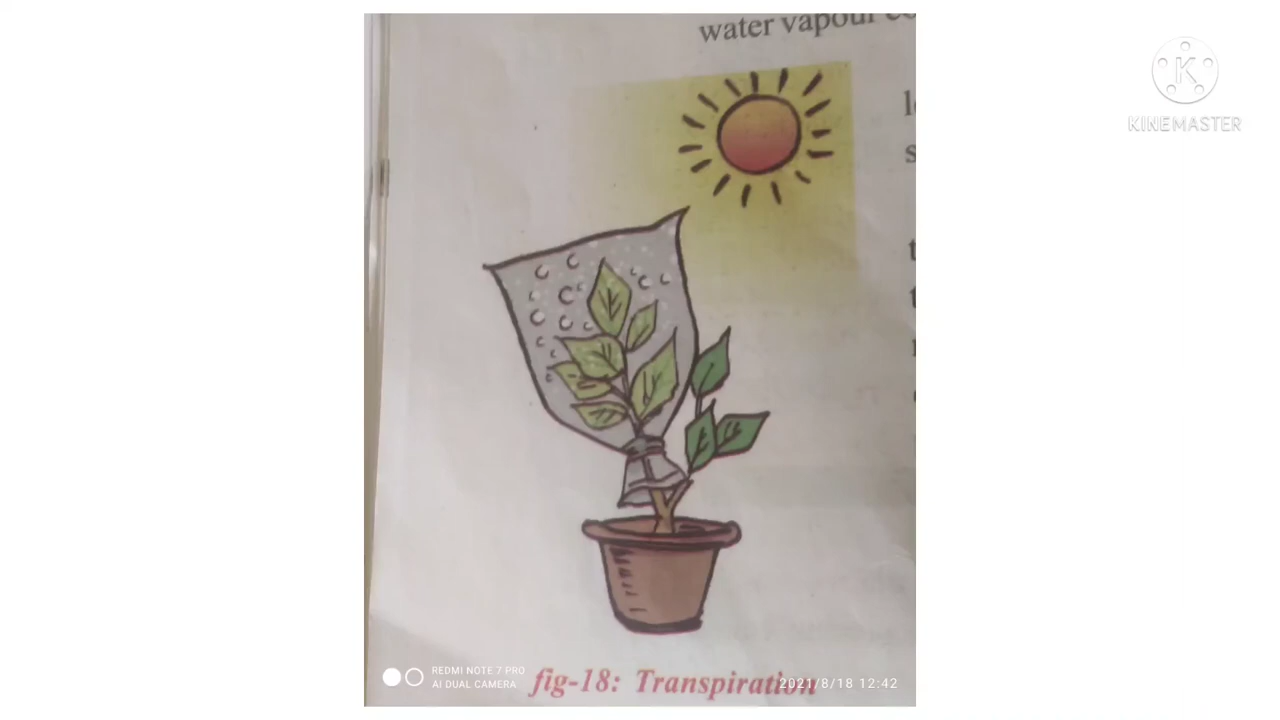 water vapour
KINEMASTER
REDMI NOTE 7 PRO
AI DUAL CAMERA
fig-18: Transpiration
2021/8/18 12:42